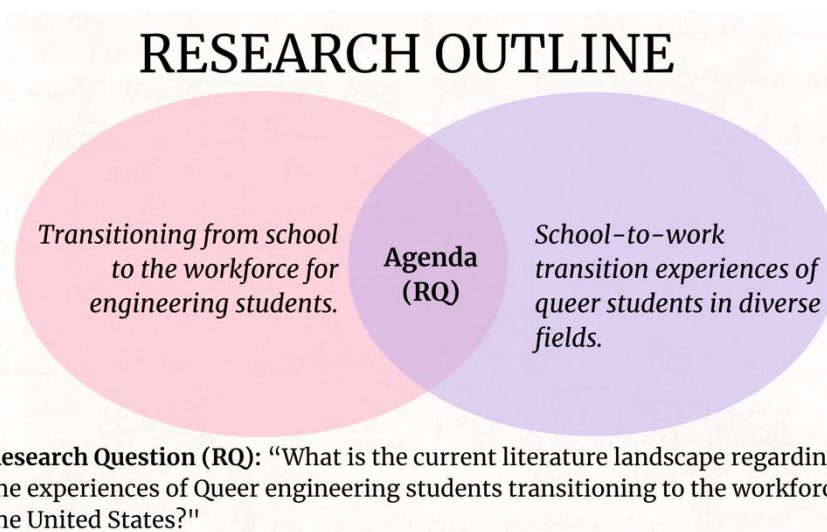 RESEARCH OUTLINE
Transitioning from school
to the workforce for
engineering students.
Agenda
(RQ)
School-to-work
transition experiences of
queer students in diverse
fields.
esearch Question (RQ): “What is the current literature landscape regardin
he experiences of Queer engineering students transitioning to the workforc
he United States?"